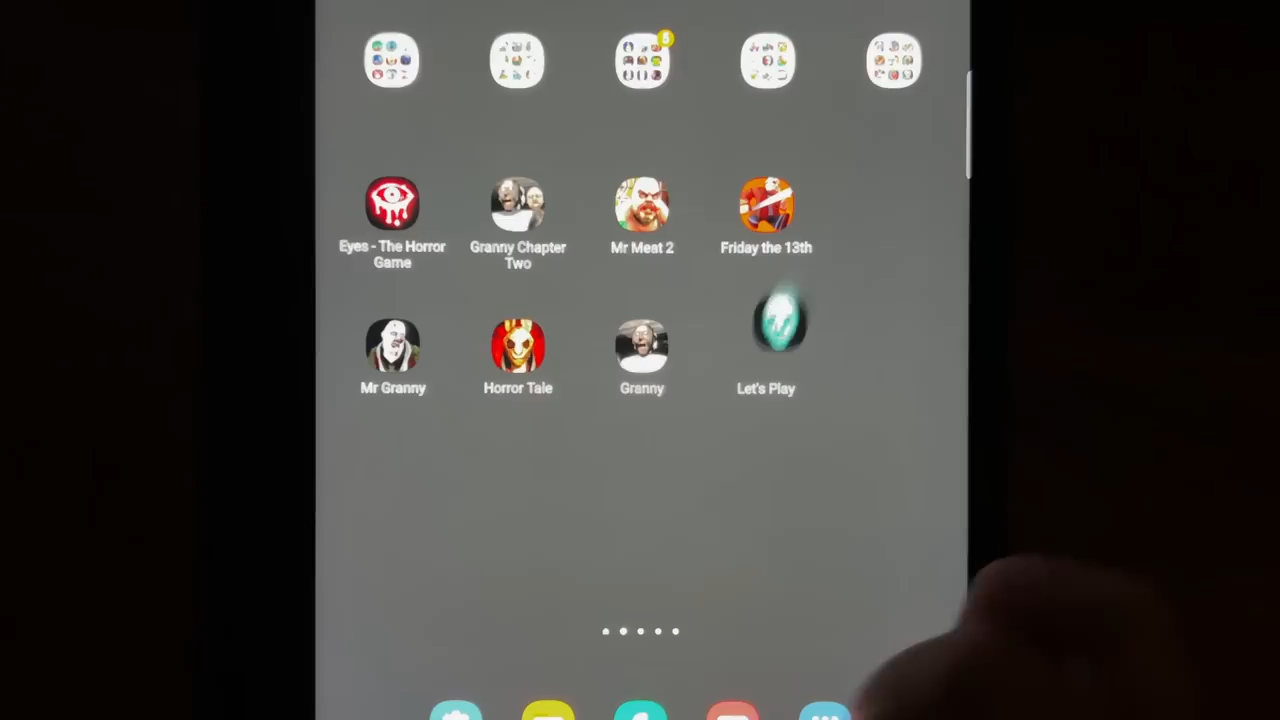 5
Eyes - The Horror
Game
Granny Chapter
Two
Mr Meat 2
Friday the 13th
Mr Granny
Horror Tale
Granny
Let's Play